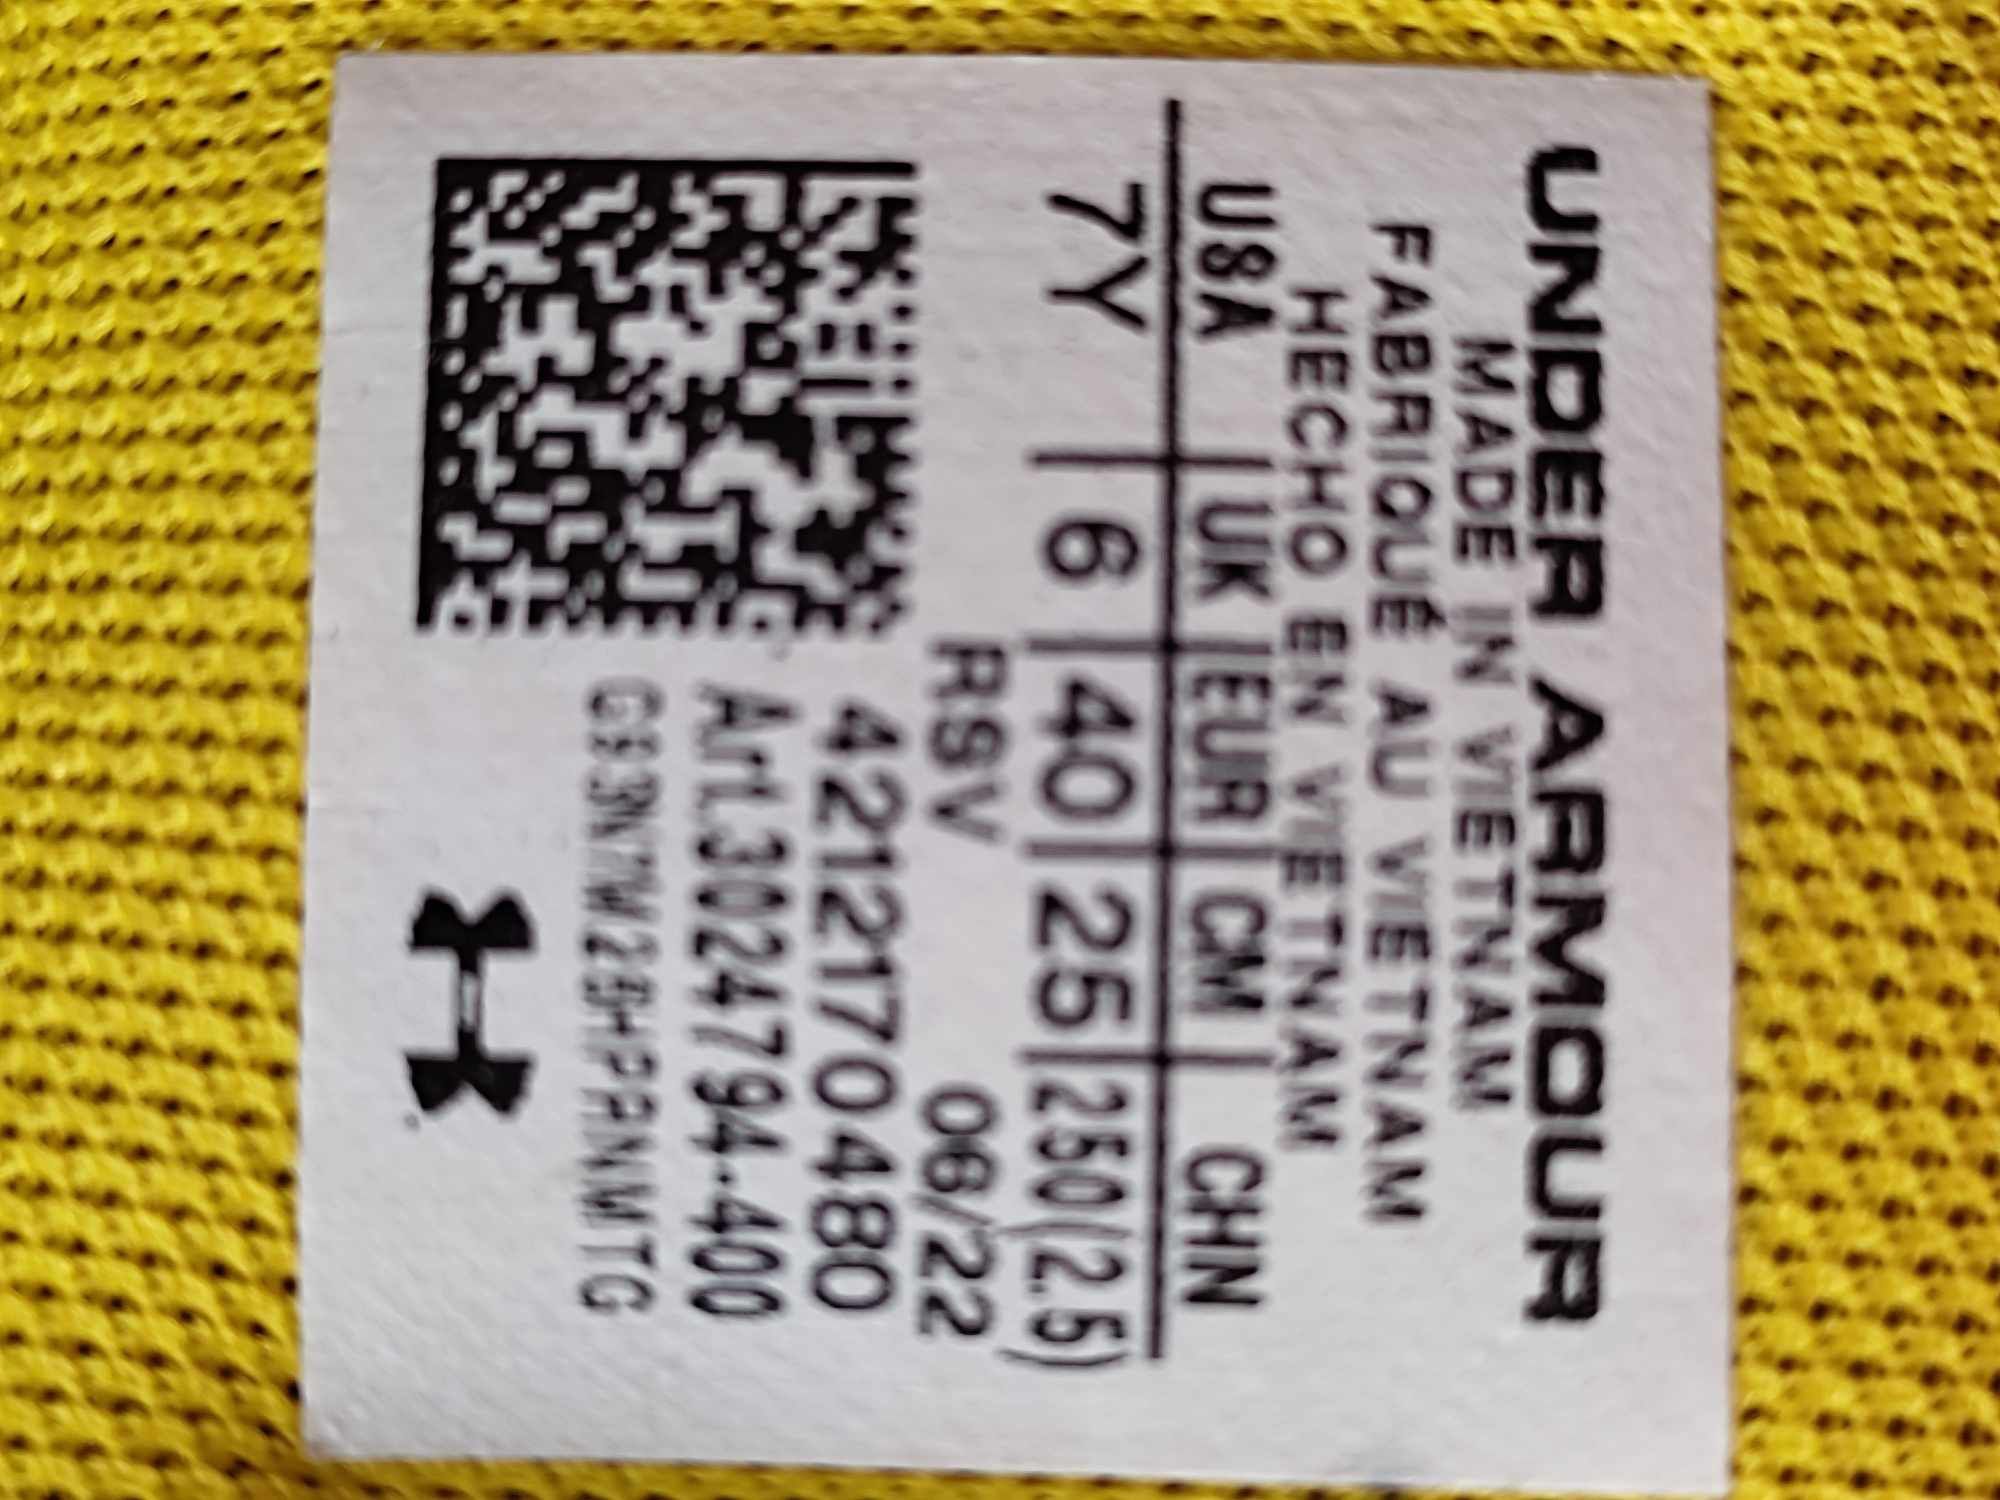 UNDER ARMOUR
MADE IN VIETNAM
FABRIQUÉ AU VIETNAM
HECHO EN VIETNAM
USA UK EUR CM CHN
7Y 6 40 25 250(2.5)
RSV 06/22
4212170480
Art.3024794-400